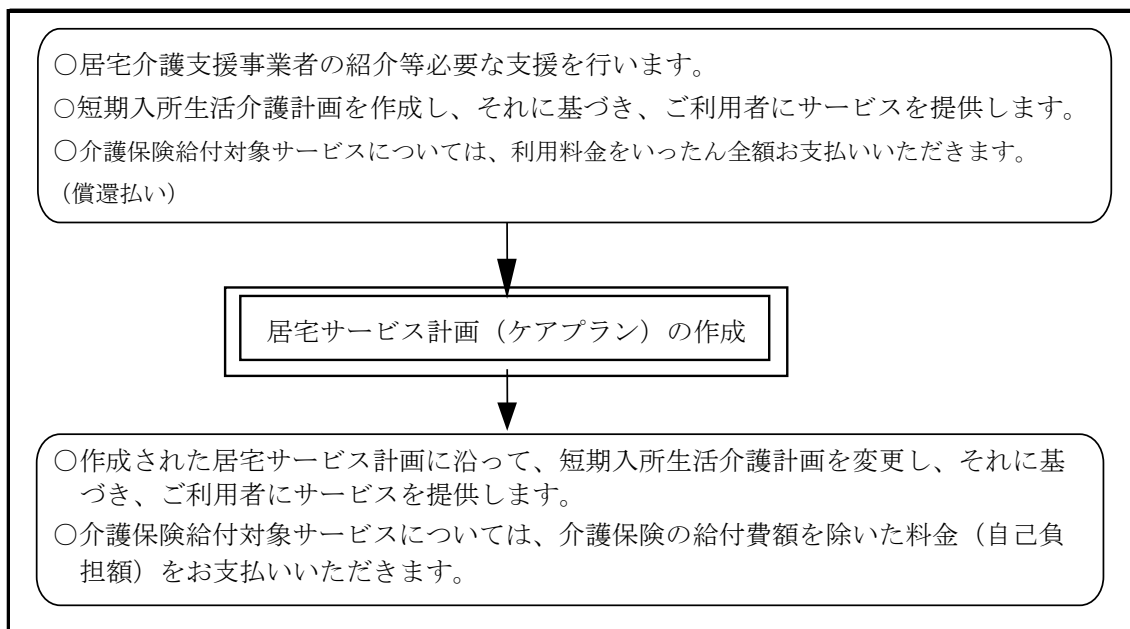 ○居宅介護支援事業者の紹介等必要な支援を行います。
○短期入所生活介護計画を作成し、それに基づき、ご利用者にサービスを提供します。
○介護保険給付対象サービスについては、利用料金をいったん全額お支払いいただきます。
（償還払い）
居宅サービス計画（ケアプラン）の作成
○作成された居宅サービス計画に沿って、短期入所生活介護計画を変更し、それに基
づき、ご利用者にサービスを提供します。
○介護保険給付対象サービスについては、介護保険の給付費額を除いた料金（自己負
担額）をお支払いいただきます。